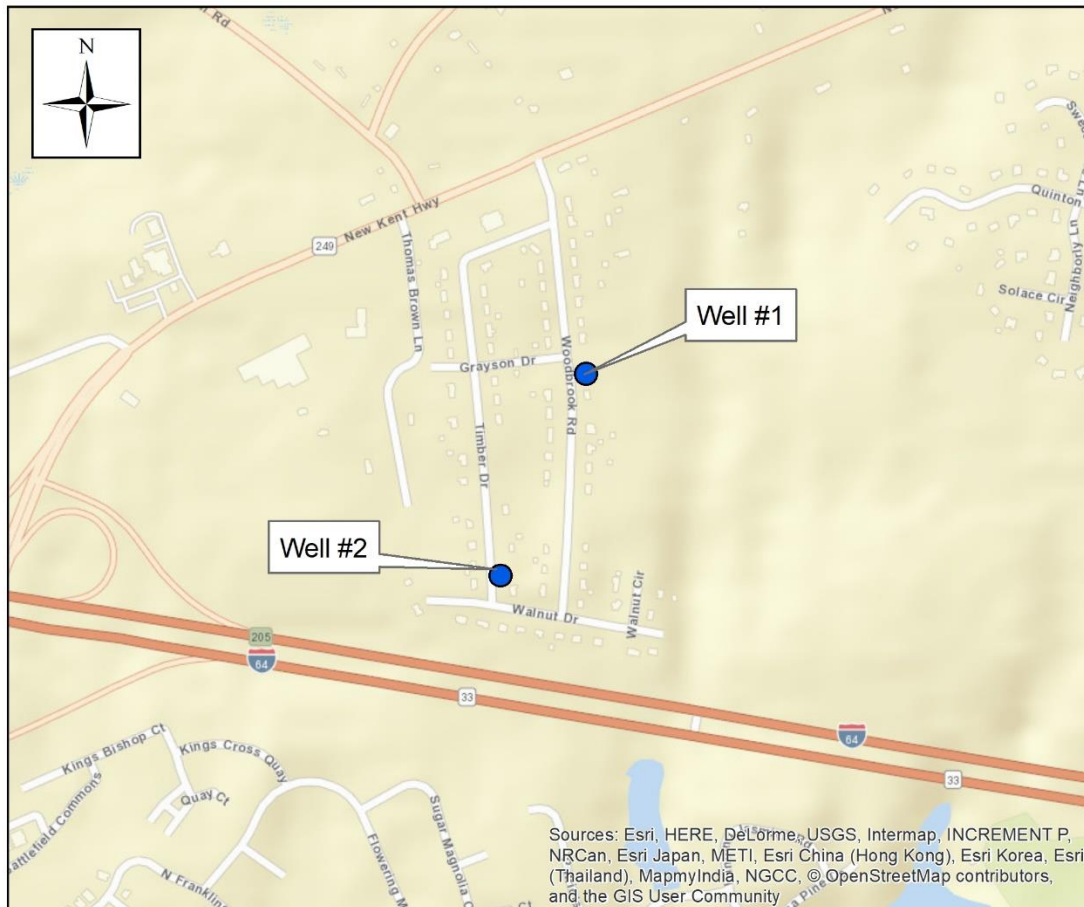 N
Rd
249
New Kent Hwy
Thomas Brown Ln
Quinton
Neighborly Ln
Solace Cir
Well #1
Grayson Dr
Woodbrook Rd
Timber Dr
Well #2
Walnut Dr
Walnut Cir
205
64
33
64
33
Kings Bishop Ct
Kings Cross Quay
Quay Ct
Battlefield Commons
Sugar Magnolia C
Flowering M
N Franklin
Sources: Esri, HERE, DeLorme, USGS, Intermap, INCREMENT P,
NRCan, Esri Japan, METI, Esri China (Hong Kong), Esri Korea, Esri
(Thailand), MapmyIndia, NGCC, © OpenStreetMap contributors,
and the GIS User Community